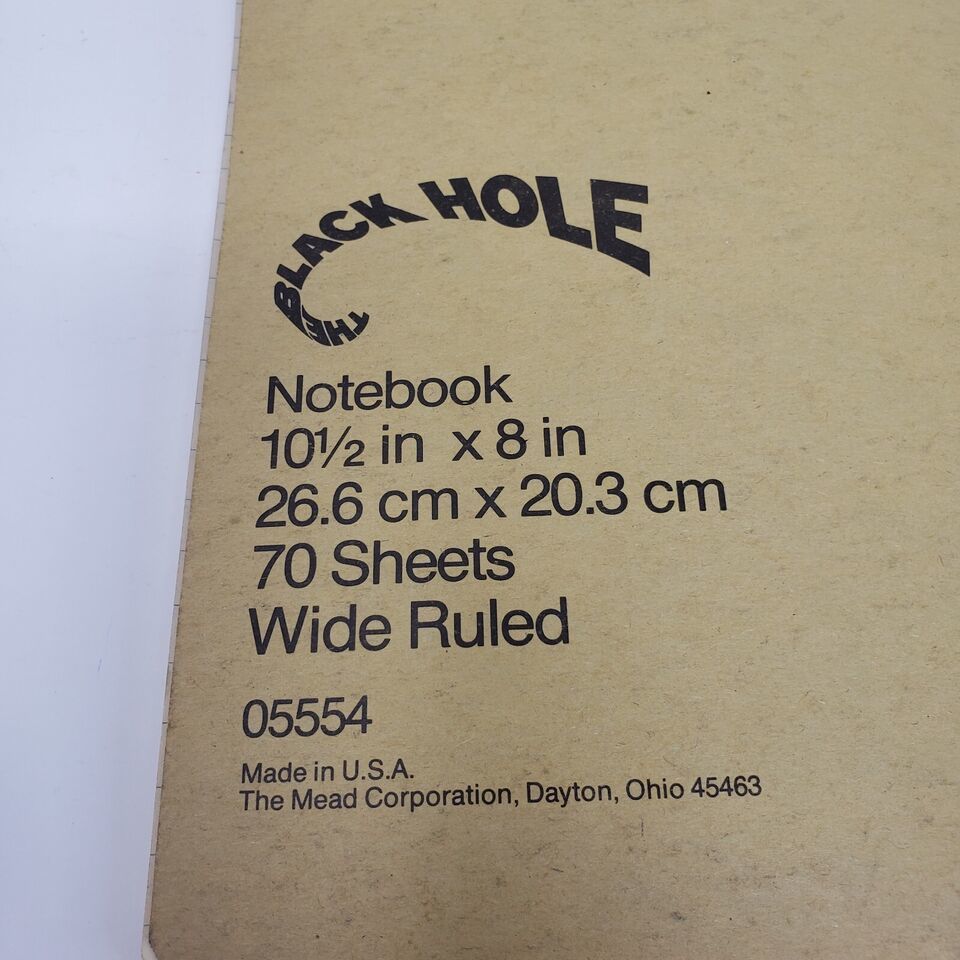 THE BLACK HOLE
Notebook
10½ in x 8 in
26.6 cm x 20.3 cm
70 Sheets
Wide Ruled
05554
Made in U.S.A.
The Mead Corporation, Dayton, Ohio 45463